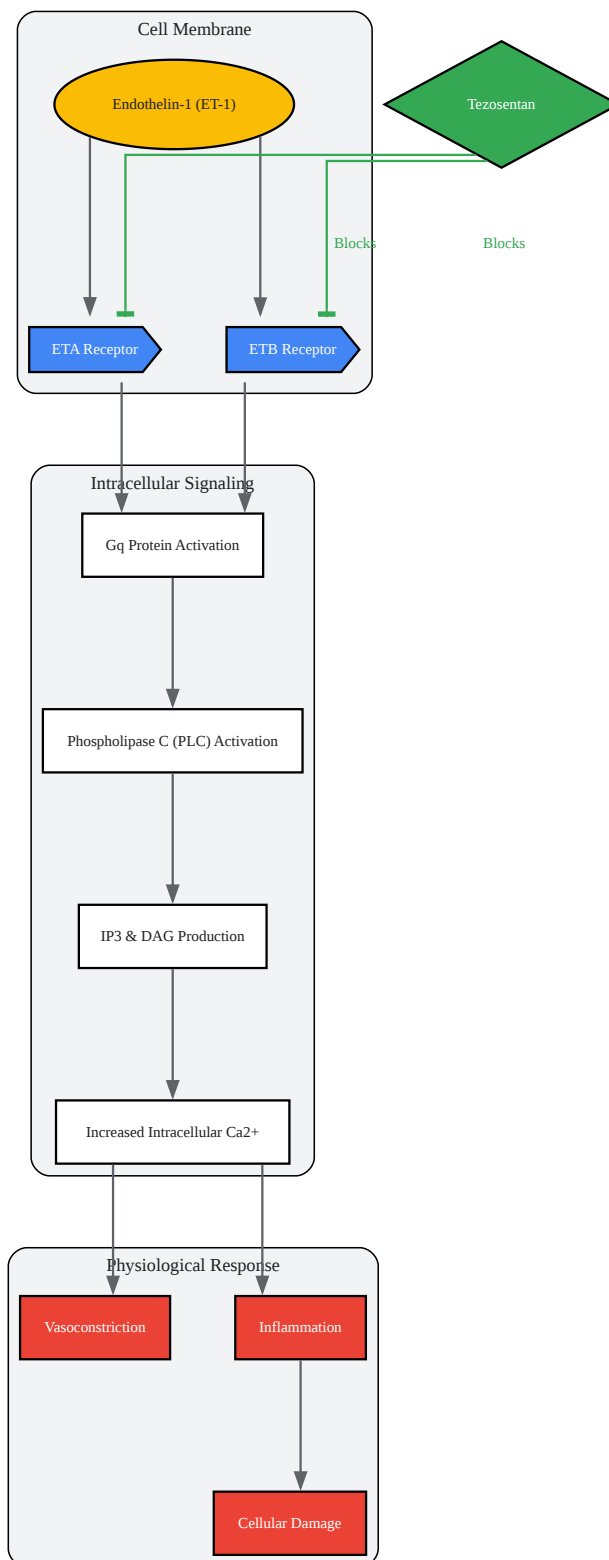 Cell Membrane
Endothelin-1 (ET-1)
Tezosentan
Blocks
Blocks
ETA Receptor
ETB Receptor
Intracellular Signaling
Gq Protein Activation
Phospholipase C (PLC) Activation
IP3 & DAG Production
Increased Intracellular Ca2+
Physiological Response
Vasoconstriction
Inflammation
Cellular Damage